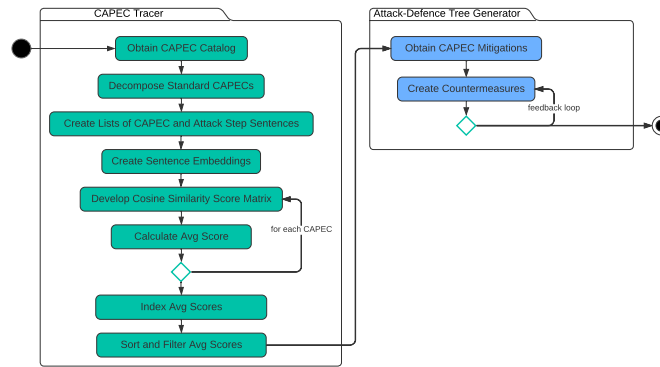 CAPEC Tracer
Obtain CAPEC Catalog
Decompose Standard CAPECs
Create Lists of CAPEC and Attack Step Sentences
Create Sentence Embeddings
Develop Cosine Similarity Score Matrix
for each CAPEC
Calculate Avg Score
Index Avg Scores
Sort and Filter Avg Scores
Attack-Defence Tree Generator
Obtain CAPEC Mitigations
Create Countermeasures
feedback loop